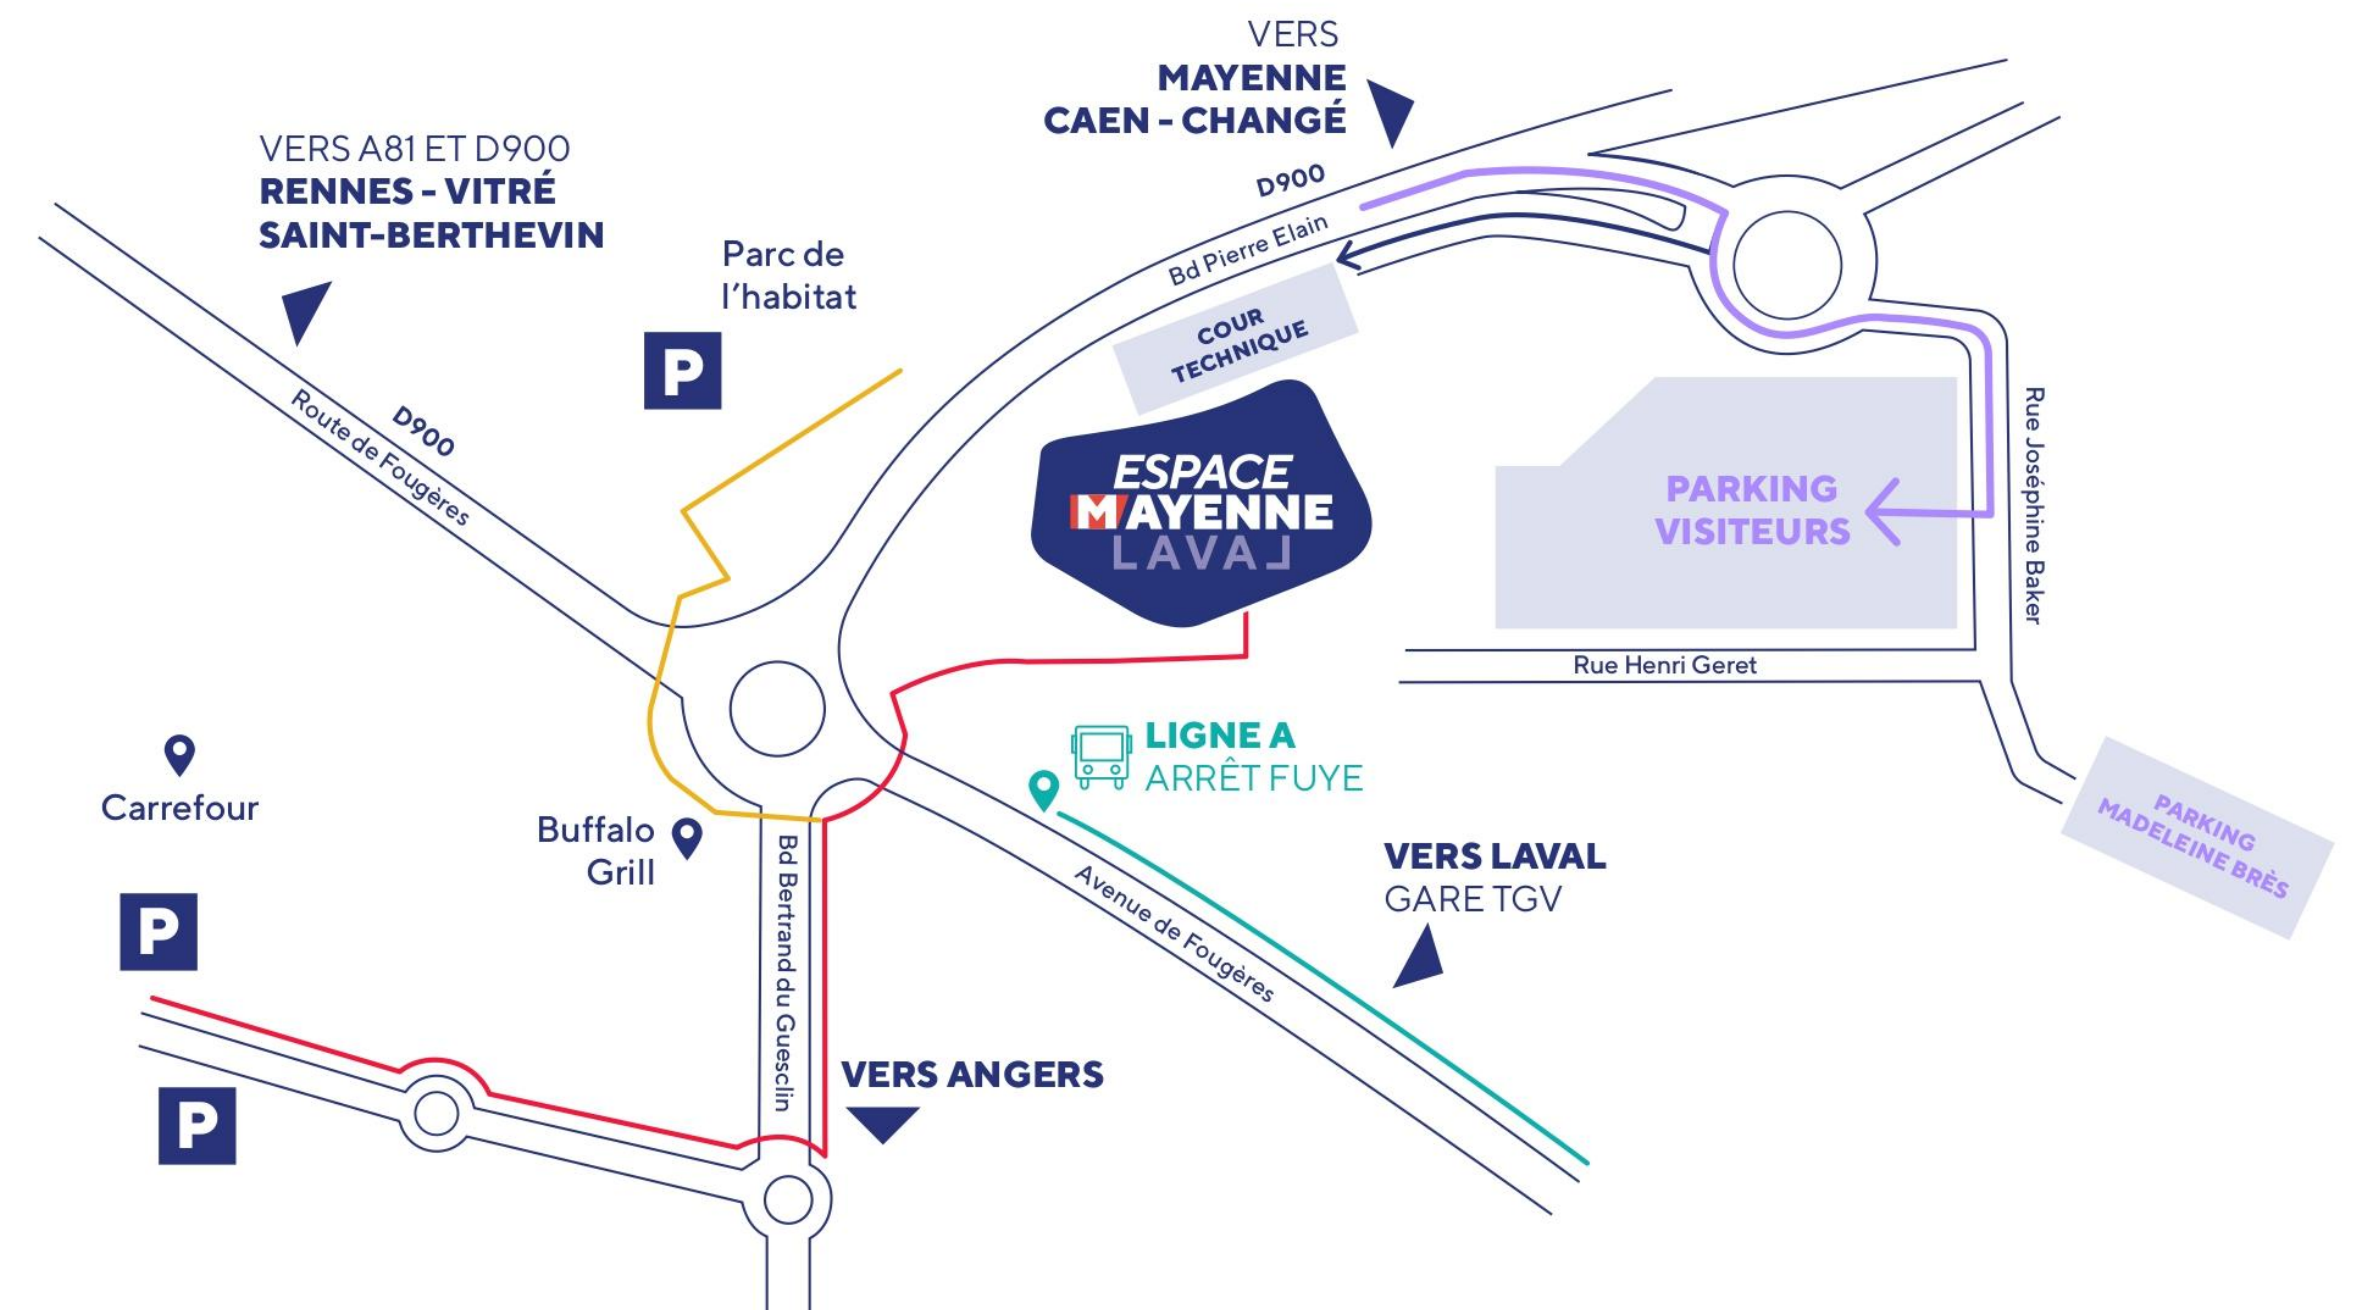 VERS
MAYENNE
CAEN - CHANGÉ
VERS A81 ET D900
RENNES - VITRÉ
SAINT-BERTHEVIN
D900
Bd Pierre Elain
Parc de
l'habitat
P
COUR
TECHNIQUE
D900
Route de Fougères
ESPACE
MAYENNE
LAVAL
PARKING
VISITEURS
Rue Joséphine Baker
Rue Henri Geret
LIGNE A
ARRÊT FUYE
Carrefour
Buffalo
Grill
Bd Bertrand du Guesclin
Avenue de Fougères
VERS LAVAL
GARE TGV
PARKING
MADELEINE BRÈS
P
P
VERS ANGERS